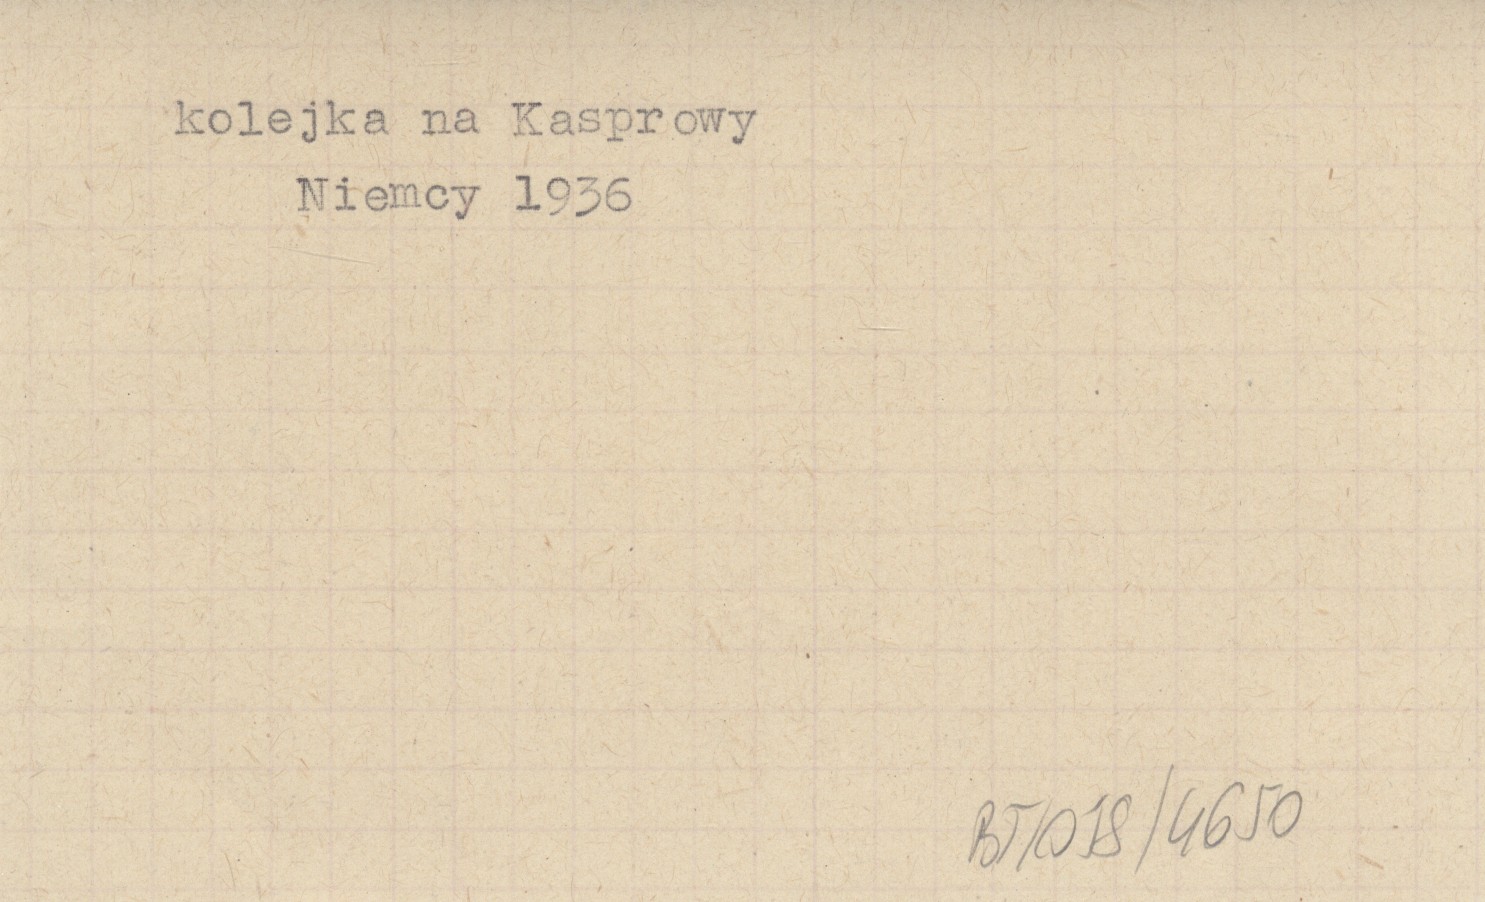 kolejka na Kasprowy
Niemcy 1936
BT/018/4650